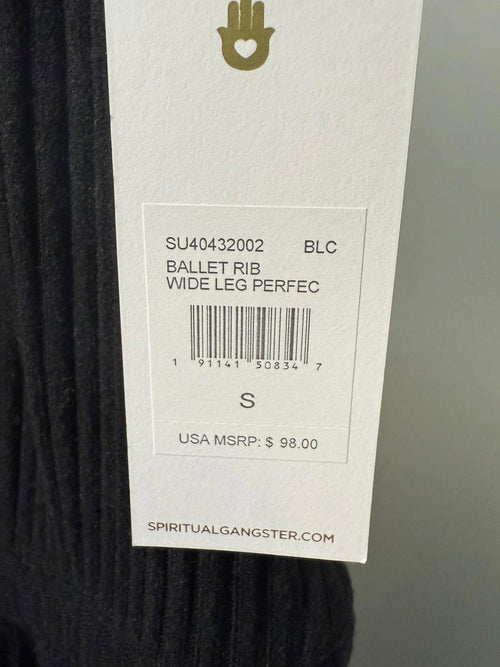 SU40432002 BLC
BALLET RIB
WIDE LEG PERFEC
1 91141 50834 7
S
USA MSRP: $ 98.00
SPIRITUALGANGSTER.COM